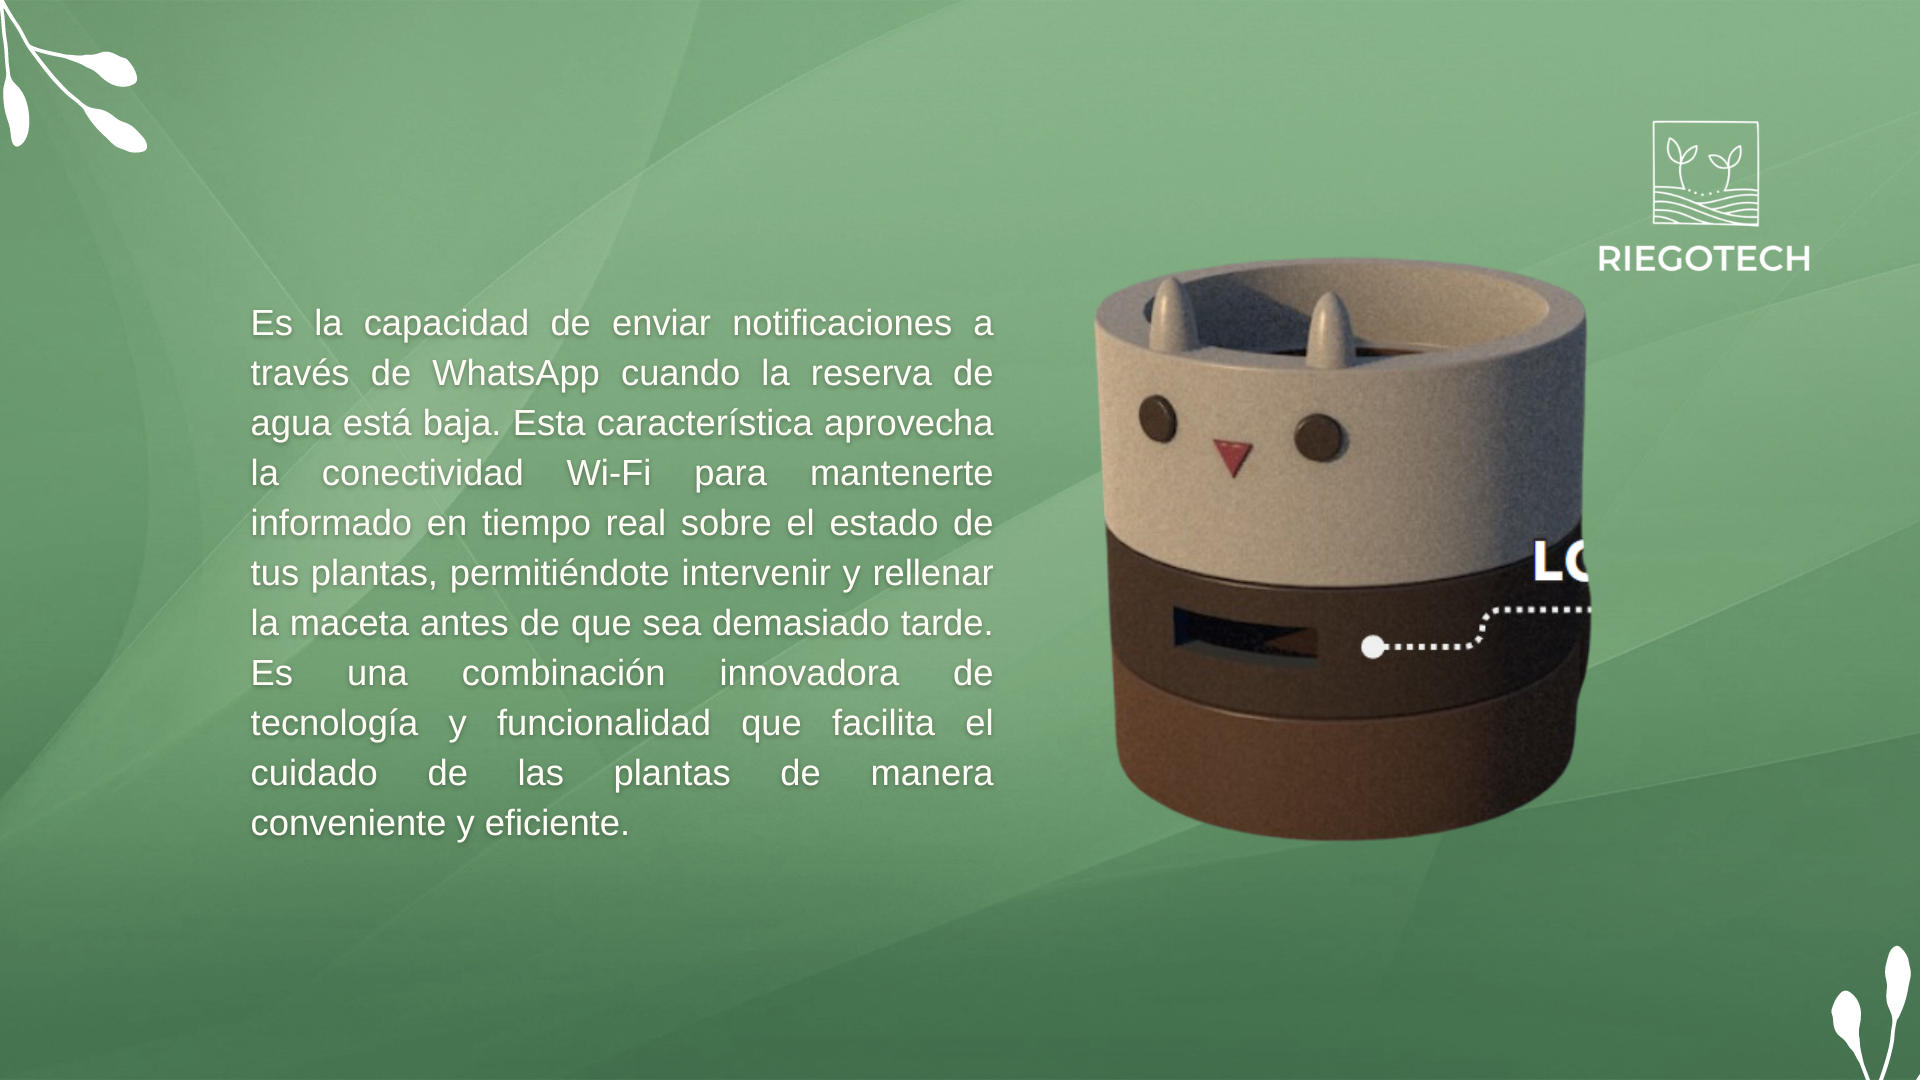 RIEGOTECH
Es la capacidad de enviar notificaciones a
través de WhatsApp cuando la reserva de
agua está baja. Esta característica aprovecha
la conectividad Wi-Fi para mantenerte
informado en tiempo real sobre el estado de
tus plantas, permitiéndote intervenir y rellenar
la maceta antes de que sea demasiado tarde.
Es una combinación innovadora de
tecnología y funcionalidad que facilita el
cuidado de las plantas de manera
conveniente y eficiente.